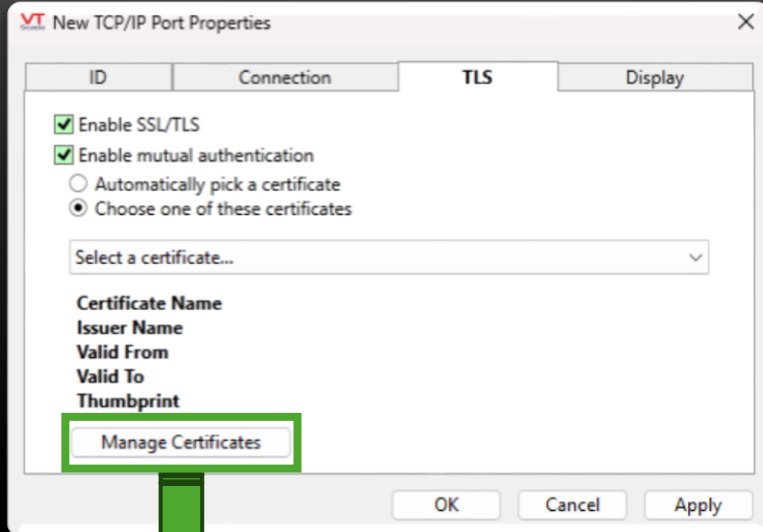 VT
Scada
New TCP/IP Port Properties
ID
Connection
TLS
Display
Enable SSL/TLS
Enable mutual authentication
Automatically pick a certificate
Choose one of these certificates
Select a certificate...
Certificate Name
Issuer Name
Valid From
Valid To
Thumbprint
Manage Certificates
OK
Cancel
Apply